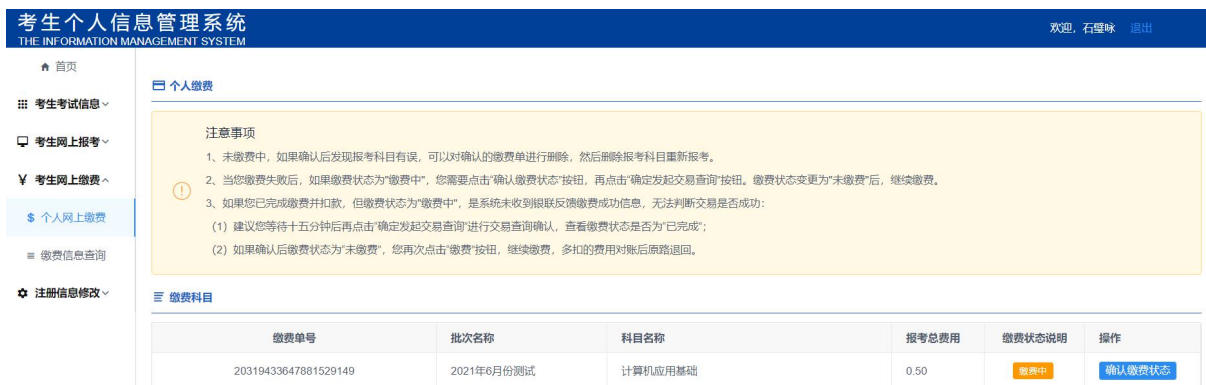 考生个人信息管理系统
THE INFORMATION MANAGEMENT SYSTEM
欢迎, 石璧咏 退出
首页
考生考试信息
考生网上报考
考生网上缴费
个人网上缴费
缴费信息查询
注册信息修改
个人缴费
注意事项
1、未缴费中，如果确认后发现报考科目有误，可以对确认的缴费单进行删除，然后删除报考科目重新报考。
2、当您缴费失败后，如果缴费状态为"缴费中"，您需要点击"确认缴费状态"按钮，再点击"确定发起交易查询"按钮。缴费状态变更为"未缴费"后，继续缴费。
3、如果您已完成缴费并扣款，但缴费状态为"缴费中"，是系统未收到银联反馈缴费成功信息，无法判断交易是否成功：
(1) 建议您等待十五分钟后再点击"确定发起交易查询"进行交易查询确认，查看缴费状态是否为"已完成";
(2) 如果确认后缴费状态为"未缴费"，您再次点击"缴费"按钮，继续缴费，多扣的费用对账后原路退回。
缴费科目
缴费单号 批次名称 科目名称 报考总费用 缴费状态说明 操作
20319433647881529149 2021年6月份测试 计算机应用基础 0.50 缴费中 确认缴费状态